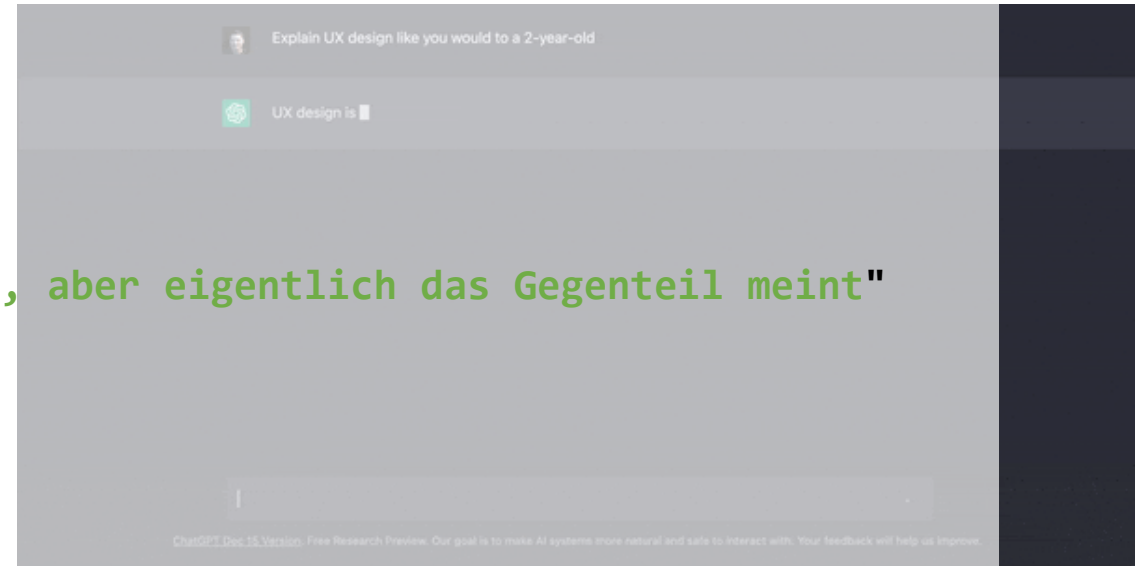 Explain UX design like you would to a 2-year-old
UX design is
, aber eigentlich das Gegenteil meint"
ChatGPT Dec 15 Version. Free Research Preview. Our goal is to make AI systems more natural and safe to interact with. Your feedback will help us improve.